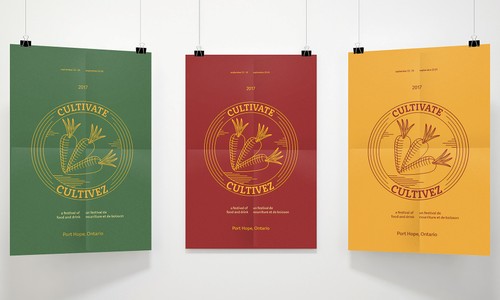 2017
CULTIVATE
CULTIVEZ
a festival of
food and drink
un festival de
nourriture et de boisson
Port Hope, Ontario
2017
CULTIVATE
CULTIVEZ
a festival of
food and drink
un festival de
nourriture et de boisson
Port Hope, Ontario
2017
CULTIVATE
CULTIVEZ
a festival of
food and drink
un festival de
nourriture et de boisson
Port Hope, Ontario